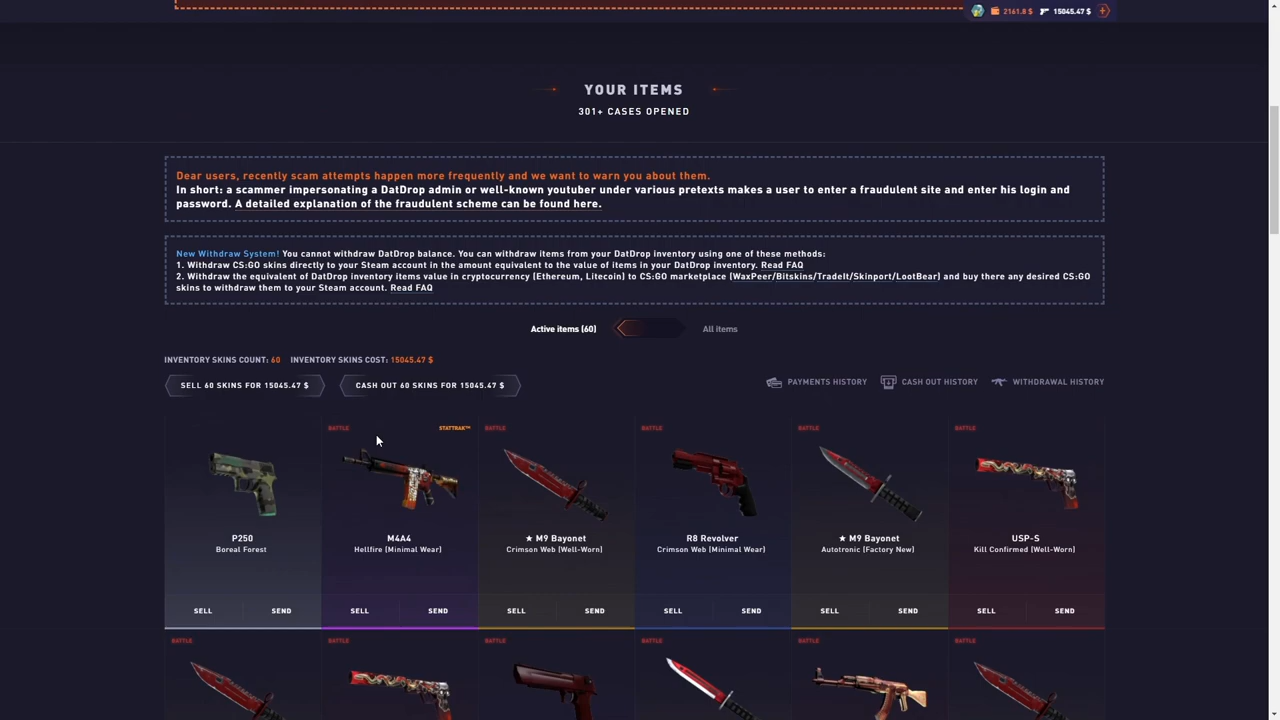 2161.8 $ 15045.47 $
YOUR ITEMS
301+ CASES OPENED
Dear users, recently scam attempts happen more frequently and we want to warn you about them.
In short: a scammer impersonating a DatDrop admin or well-known youtuber under various pretexts makes a user to enter a fraudulent site and enter his login and
password. A detailed explanation of the fraudulent scheme can be found here.
New Withdraw System! You cannot withdraw DatDrop balance. You can withdraw items from your DatDrop inventory using one of these methods:
1. Withdraw CS:GO skins directly to your Steam account in the amount equivalent to the value of items in your DatDrop inventory. Read FAQ
2. Withdraw the equivalent of DatDrop inventory items value in cryptocurrency (Ethereum, Litecoin) to CS:GO marketplace (WaxPeer/Bitskins/TradeIt/Skinport/LootBear) and buy there any desired CS:GO
skins to withdraw them to your Steam account. Read FAQ
Active items (60) All items
INVENTORY SKINS COUNT: 60 INVENTORY SKINS COST: 15045.47 $
SELL 60 SKINS FOR 15045.47 $ CASH OUT 60 SKINS FOR 15045.47 $ PAYMENTS HISTORY CASH OUT HISTORY WITHDRAWAL HISTORY
BATTLE STATTRAK™ BATTLE BATTLE BATTLE BATTLE
P250 M4A4 ★ M9 Bayonet R8 Revolver ★ M9 Bayonet USP-S
Boreal Forest Hellfire (Minimal Wear) Crimson Web (Well-Worn) Crimson Web (Minimal Wear) Autotronic (Factory New) Kill Confirmed (Well-Worn)
SELL SEND SELL SEND SELL SEND SELL SEND SELL SEND SELL SEND
BATTLE BATTLE BATTLE BATTLE BATTLE BATTLE